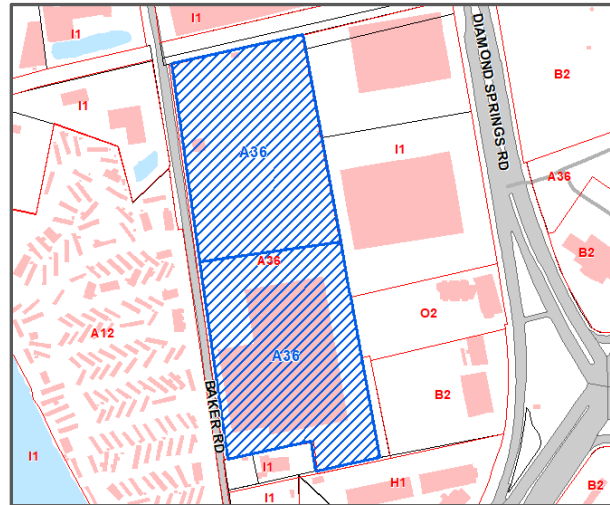 I1
I1
I1
DIAMOND SPRINGS RD
B2
A36
I1
A36
A36
B2
A12
O2
A36
B2
BAKER RD
I1
I1
I1
H1
B2